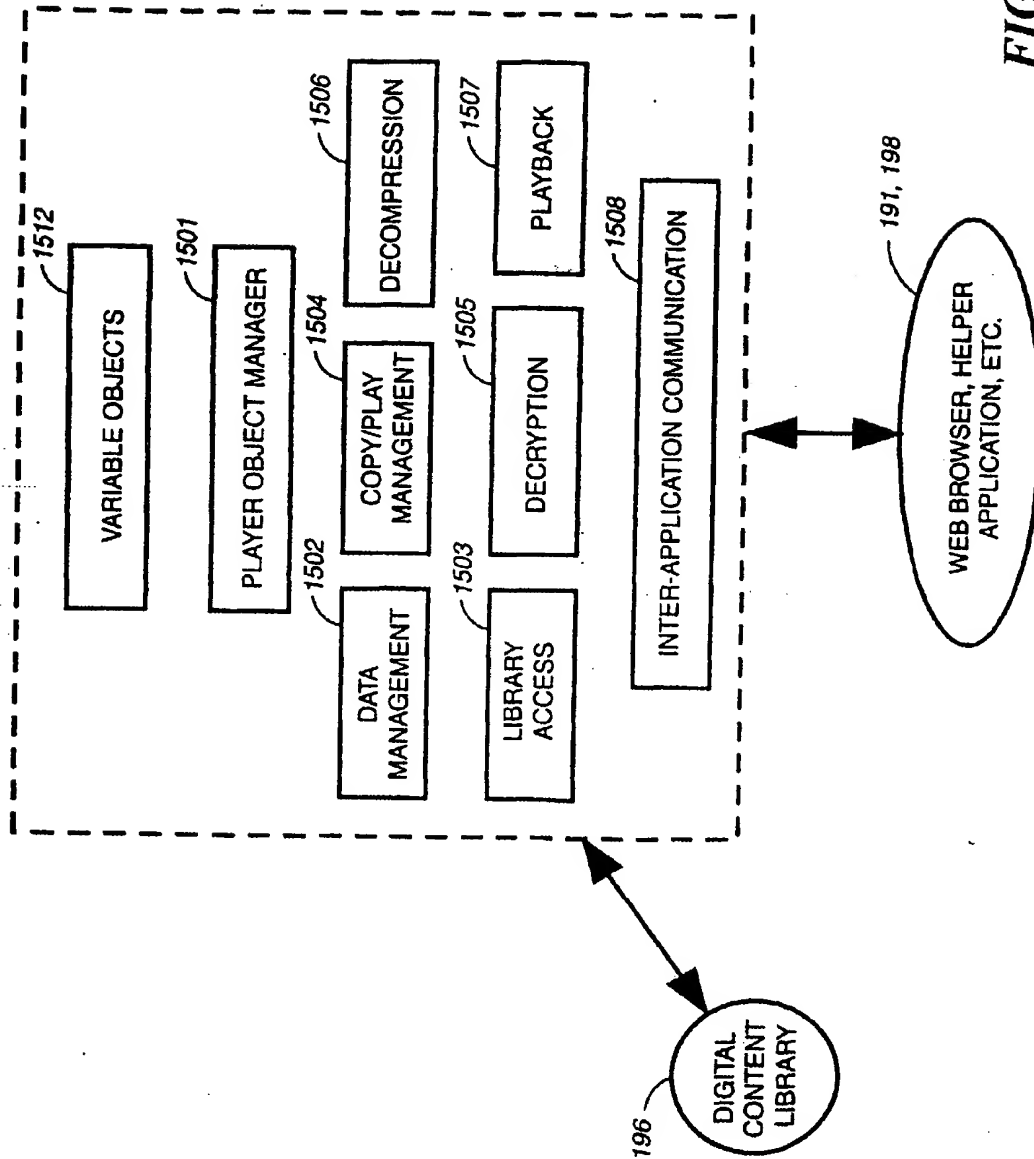 1512
VARIABLE OBJECTS
1501
PLAYER OBJECT MANAGER
1502
DATA
MANAGEMENT
1504
COPY/PLAY
MANAGEMENT
1506
DECOMPRESSION
1503
LIBRARY
ACCESS
1505
DECRYPTION
1507
PLAYBACK
1508
INTER-APPLICATION COMMUNICATION
196
DIGITAL
CONTENT
LIBRARY
191, 198
WEB BROWSER, HELPER
APPLICATION, ETC.